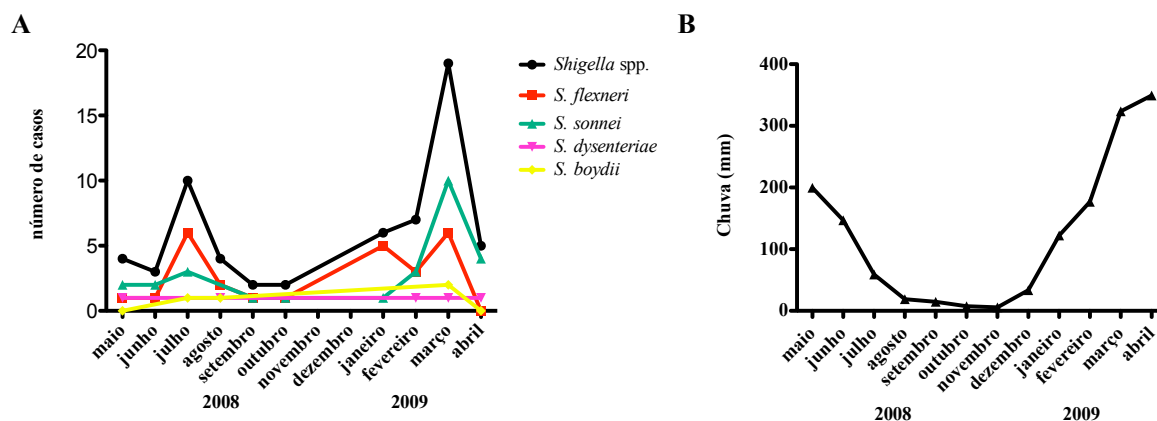 A
número de casos
20
15
10
5
0
maio
junho
julho
agosto
setembro
outubro
novembro
dezembro
janeiro
fevereiro
março
abril
2008
2009
Shigella spp.
S. flexneri
S. sonnei
S. dysenteriae
S. boydii
B
Chuva (mm)
400
300
200
100
0
maio
junho
julho
agosto
setembro
outubro
novembro
dezembro
janeiro
fevereiro
março
abril
2008
2009